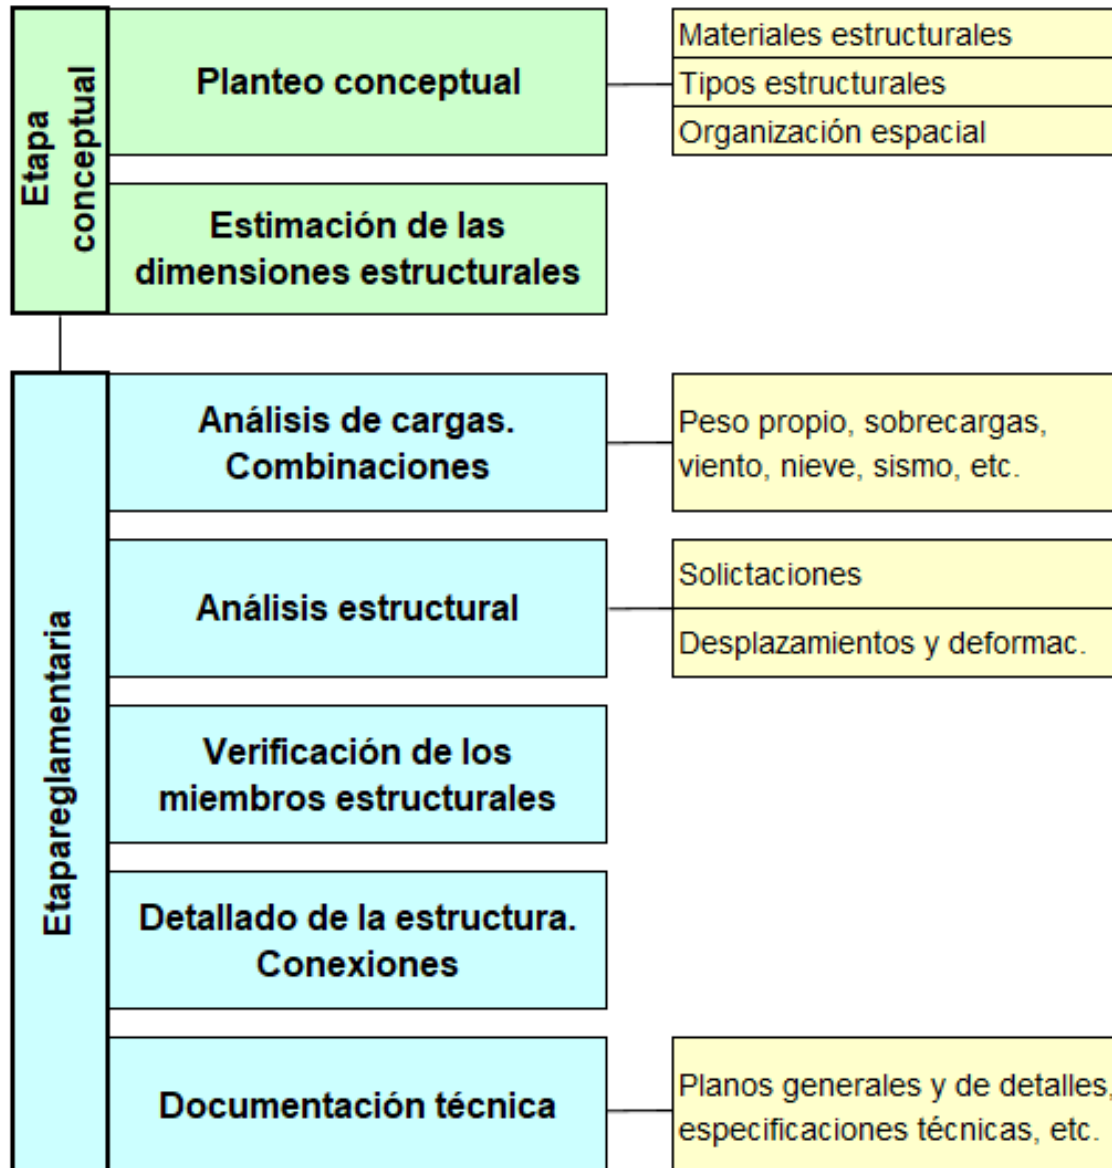 Etapa
conceptual
Planteo conceptual
Materiales estructurales
Tipos estructurales
Organización espacial
Estimación de las
dimensiones estructurales
Etapareglamentaria
Análisis de cargas.
Combinaciones
Peso propio, sobrecargas,
viento, nieve, sismo, etc.
Análisis estructural
Solictaciones
Desplazamientos y deformac.
Verificación de los
miembros estructurales
Detallado de la estructura.
Conexiones
Documentación técnica
Planos generales y de detalles,
especificaciones técnicas, etc.